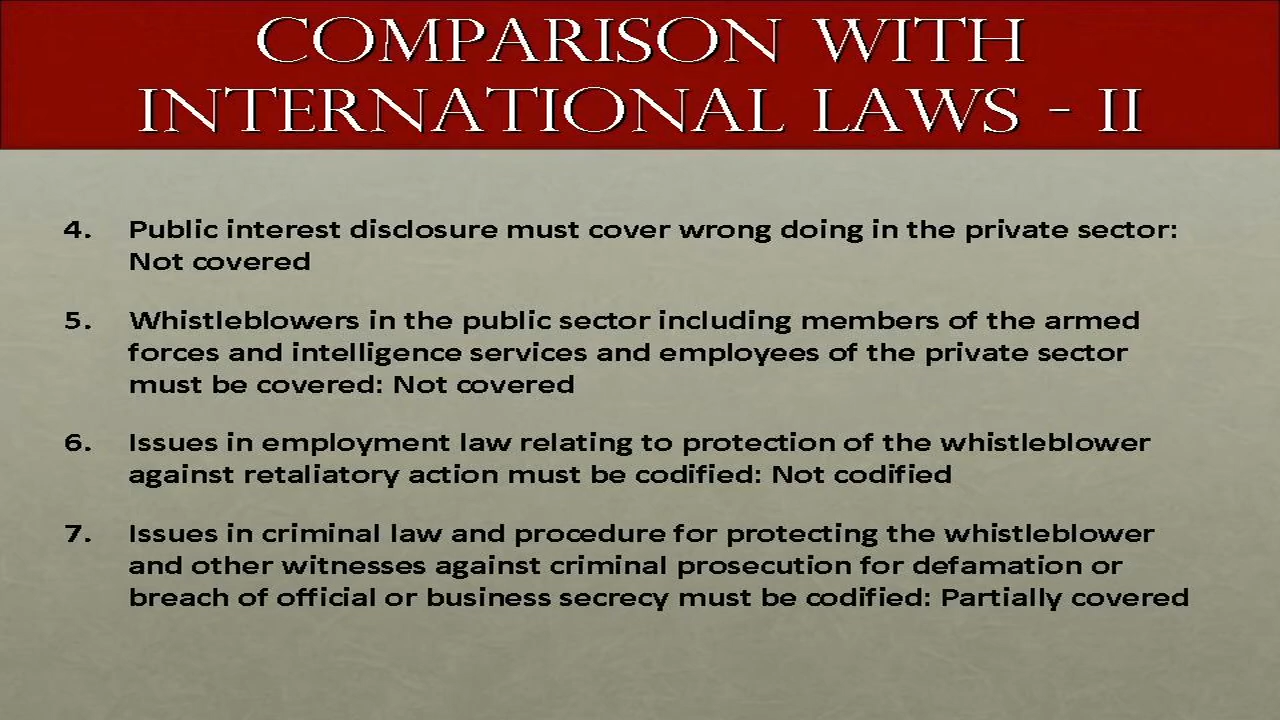 COMPARISON WITH
INTERNATIONAL LAWS - II
4. Public interest disclosure must cover wrong doing in the private sector:
Not covered
5. Whistleblowers in the public sector including members of the armed
forces and intelligence services and employees of the private sector
must be covered: Not covered
6. Issues in employment law relating to protection of the whistleblower
against retaliatory action must be codified: Not codified
7. Issues in criminal law and procedure for protecting the whistleblower
and other witnesses against criminal prosecution for defamation or
breach of official or business secrecy must be codified: Partially covered